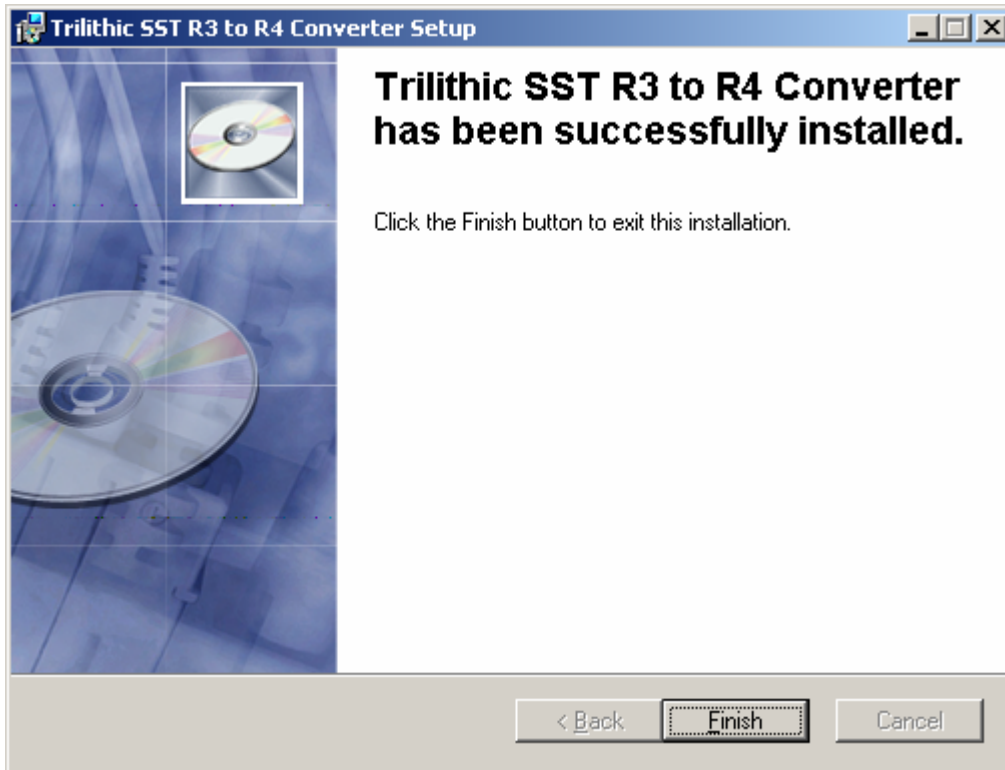 Trilithic SST R3 to R4 Converter Setup
Trilithic SST R3 to R4 Converter
has been successfully installed.
Click the Finish button to exit this installation.
< Back
Finish
Cancel